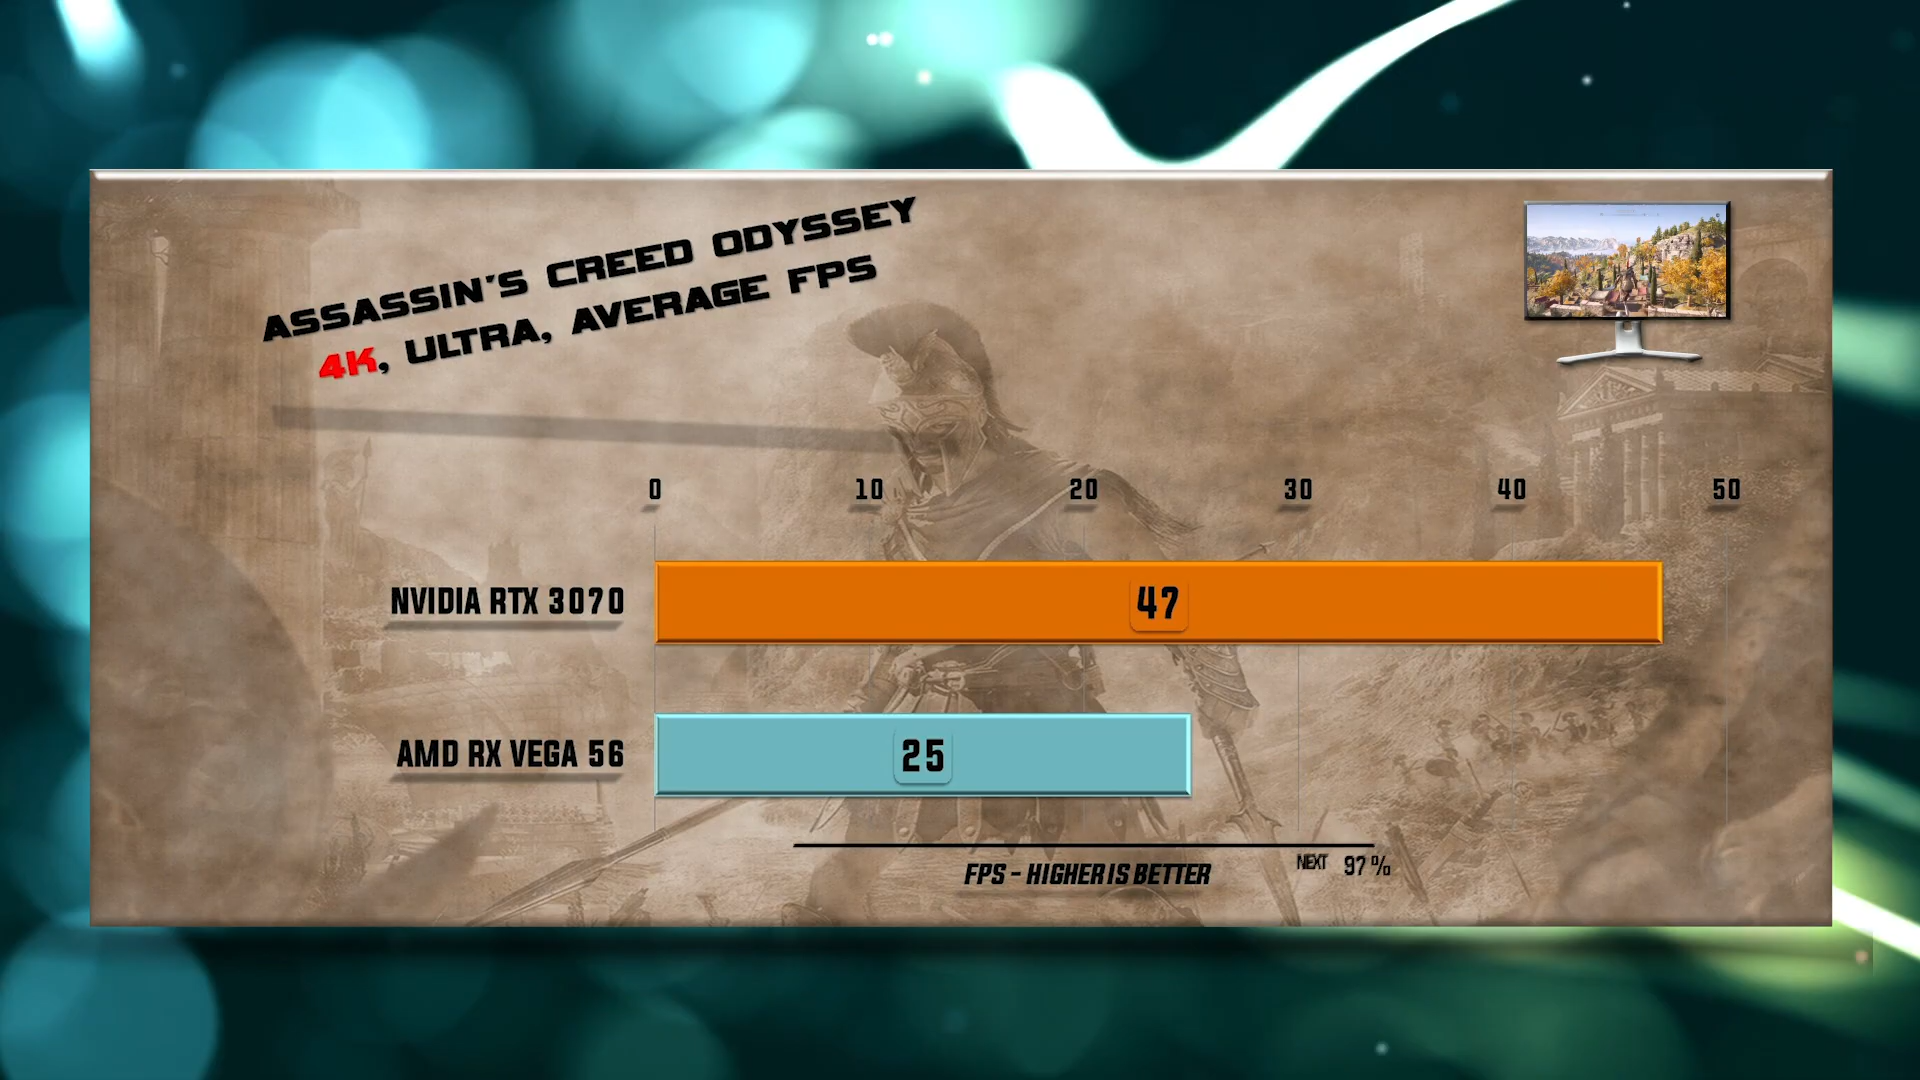 ASSASSIN'S CREED ODYSSEY
4K, ULTRA, AVERAGE FPS
0 10 20 30 40 50
NVIDIA RTX 3070 47
AMD RX VEGA 56 25
FPS - HIGHER IS BETTER
NEXT 97 %